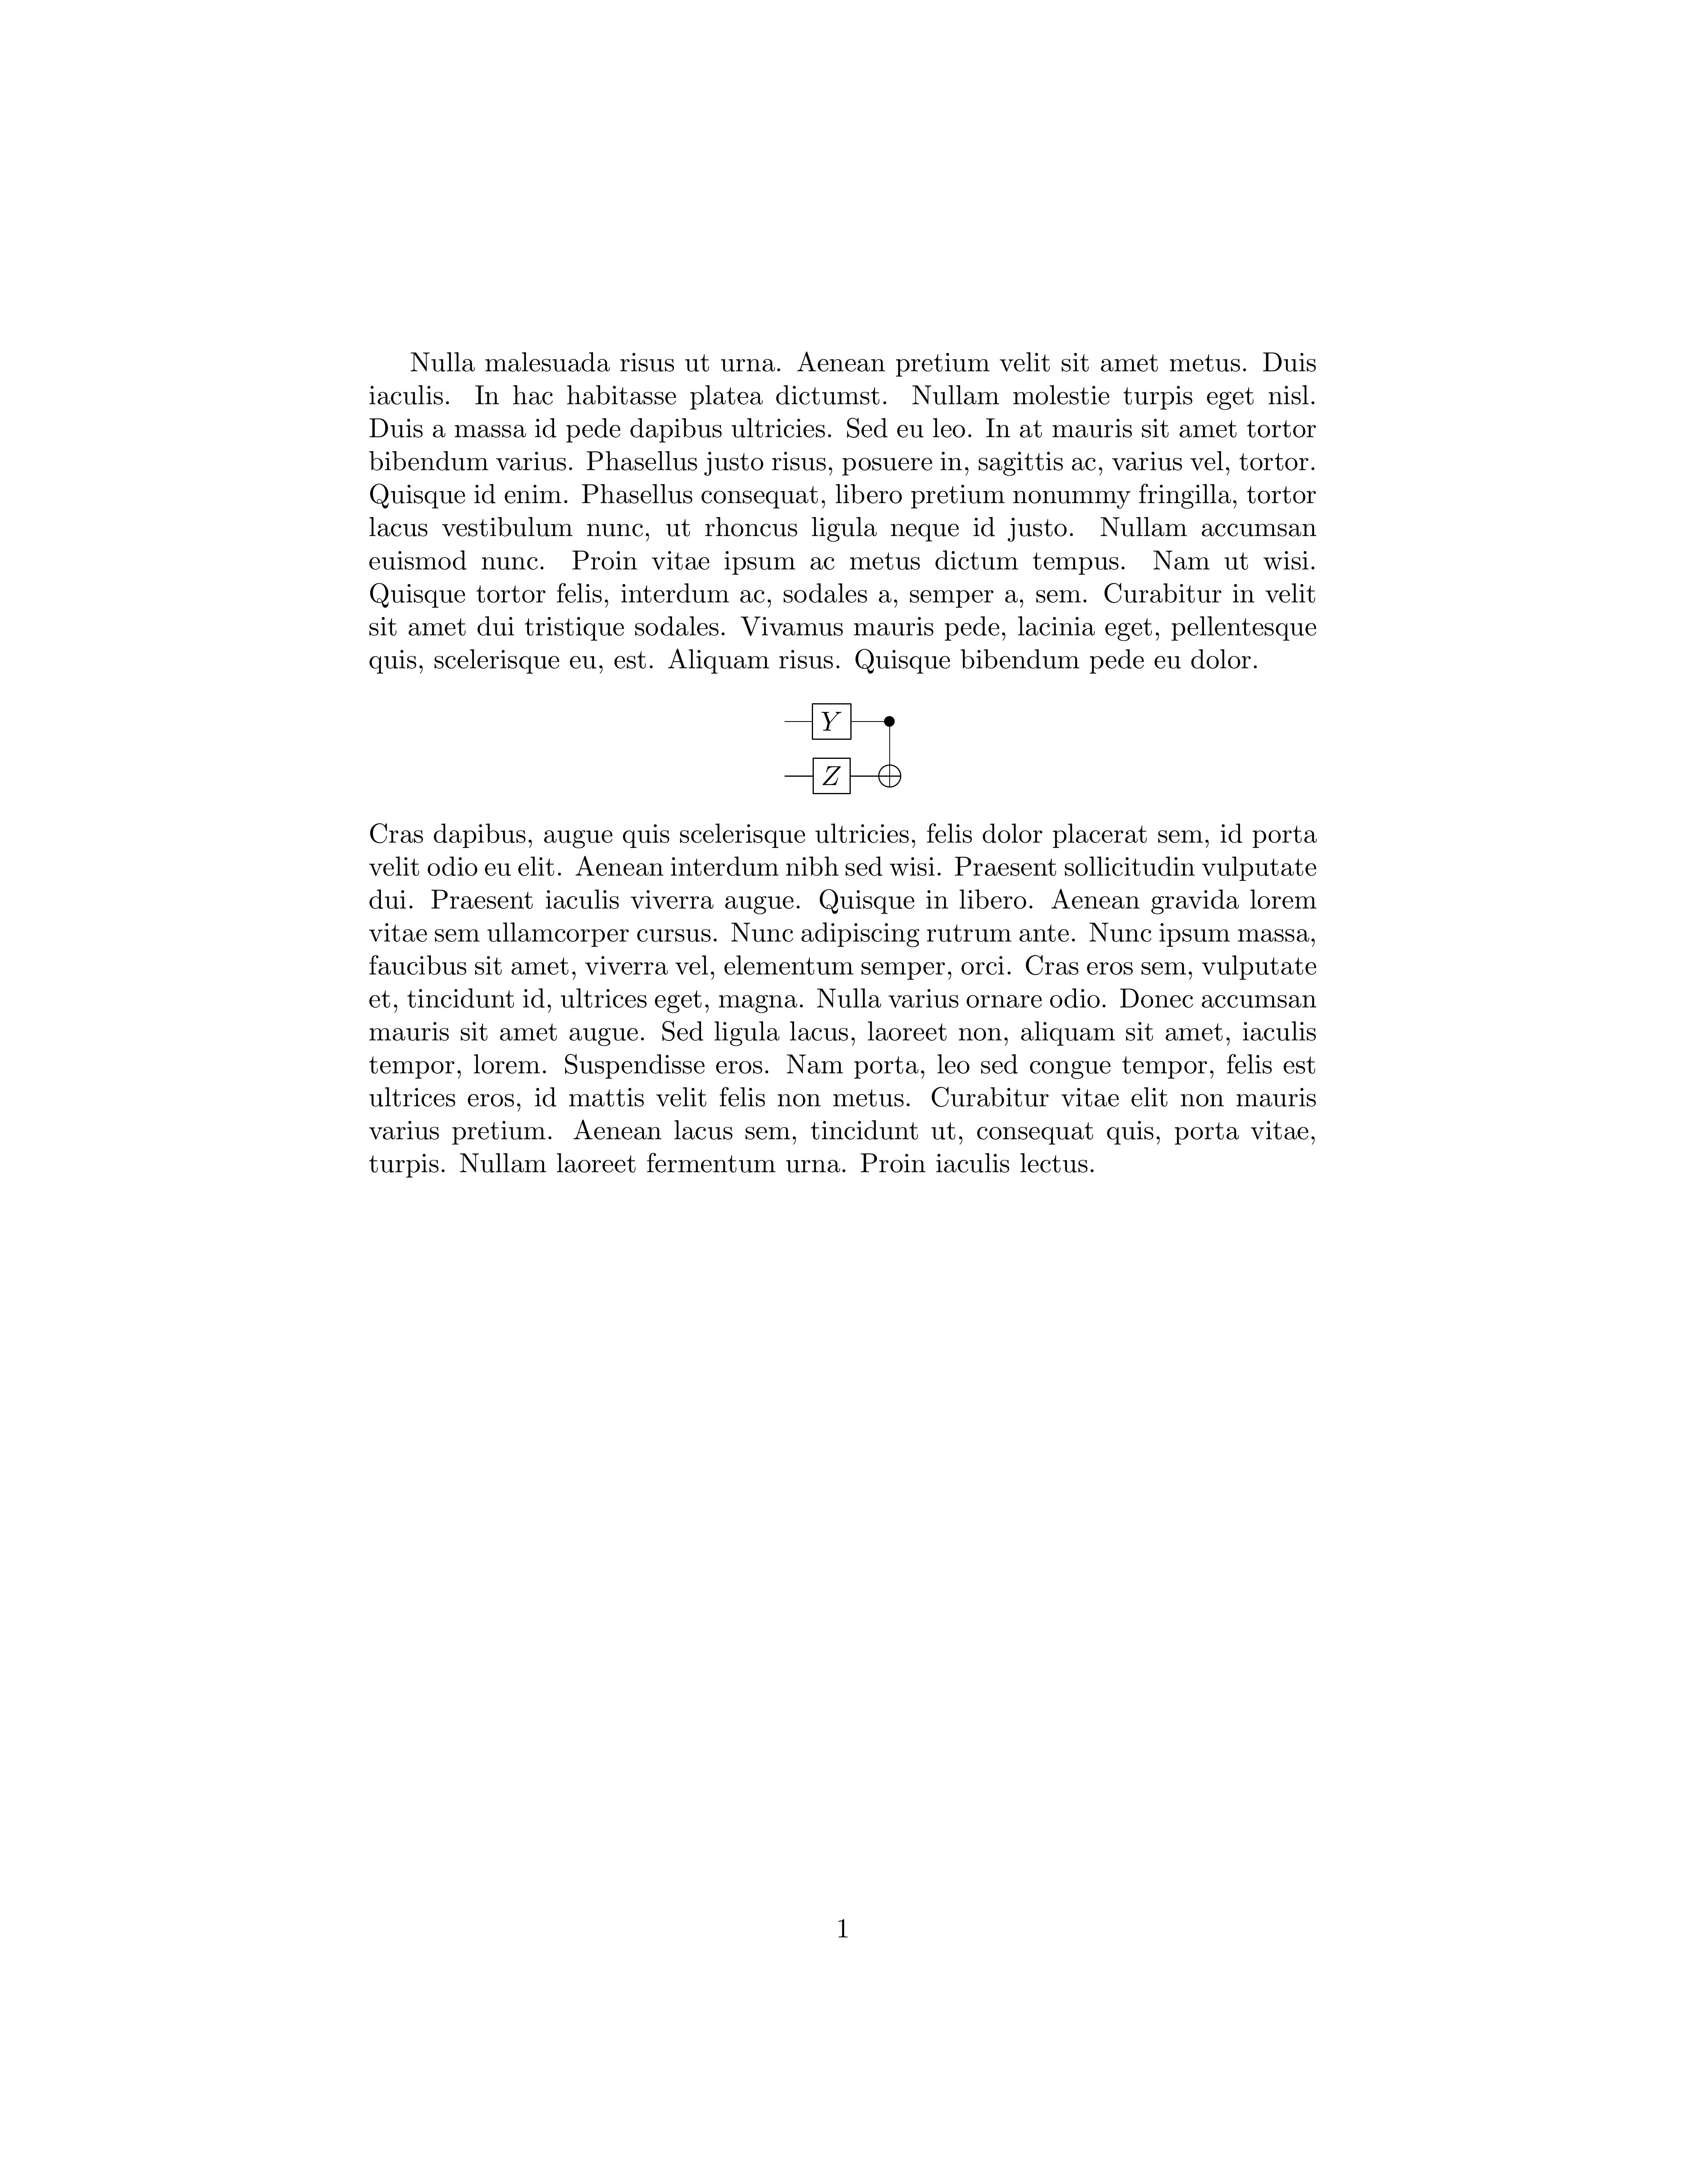 Nulla malesuada risus ut urna. Aenean pretium velit sit amet metus. Duis
iaculis. In hac habitasse platea dictumst. Nullam molestie turpis eget nisl.
Duis a massa id pede dapibus ultricies. Sed eu leo. In at mauris sit amet tortor
bibendum varius. Phasellus justo risus, posuere in, sagittis ac, varius vel, tortor.
Quisque id enim. Phasellus consequat, libero pretium nonummy fringilla, tortor
lacus vestibulum nunc, ut rhoncus ligula neque id justo. Nullam accumsan
euismod nunc. Proin vitae ipsum ac metus dictum tempus. Nam ut wisi.
Quisque tortor felis, interdum ac, sodales a, semper a, sem. Curabitur in velit
sit amet dui tristique sodales. Vivamus mauris pede, lacinia eget, pellentesque
quis, scelerisque eu, est. Aliquam risus. Quisque bibendum pede eu dolor.
Y
Z
Cras dapibus, augue quis scelerisque ultricies, felis dolor placerat sem, id porta
velit odio eu elit. Aenean interdum nibh sed wisi. Praesent sollicitudin vulputate
dui. Praesent iaculis viverra augue. Quisque in libero. Aenean gravida lorem
vitae sem ullamcorper cursus. Nunc adipiscing rutrum ante. Nunc ipsum massa,
faucibus sit amet, viverra vel, elementum semper, orci. Cras eros sem, vulputate
et, tincidunt id, ultrices eget, magna. Nulla varius ornare odio. Donec accumsan
mauris sit amet augue. Sed ligula lacus, laoreet non, aliquam sit amet, iaculis
tempor, lorem. Suspendisse eros. Nam porta, leo sed congue tempor, felis est
ultrices eros, id mattis velit felis non metus. Curabitur vitae elit non mauris
varius pretium. Aenean lacus sem, tincidunt ut, consequat quis, porta vitae,
turpis. Nullam laoreet fermentum urna. Proin iaculis lectus.
1